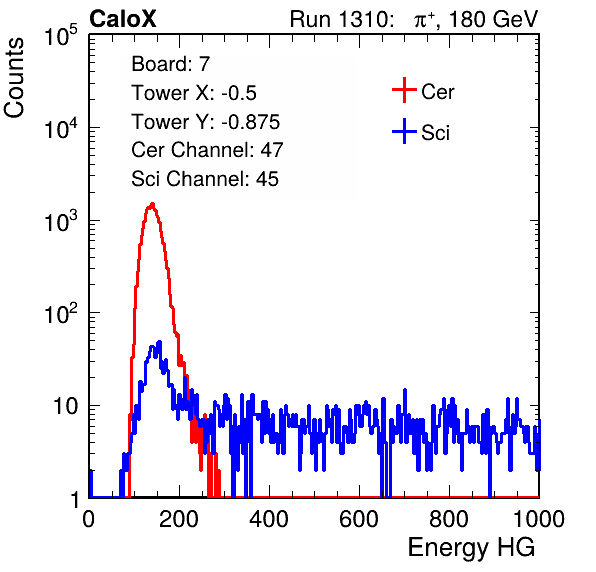 CaloX Run 1310: π⁺, 180 GeV
Board: 7
Tower X: -0.5
Tower Y: -0.875
Cer Channel: 47
Sci Channel: 45
Cer
Sci
Counts
10⁵
10⁴
10³
10²
10
1
0 200 400 600 800 1000
Energy HG